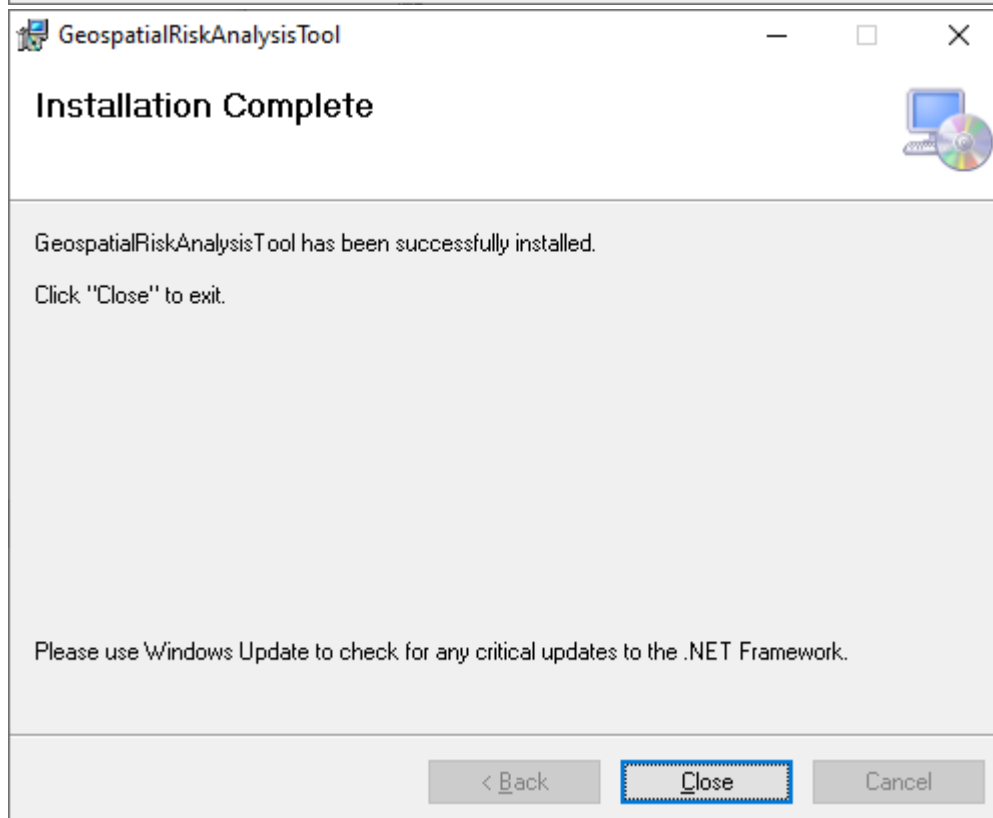 GeospatialRiskAnalysisTool
Installation Complete
GeospatialRiskAnalysisTool has been successfully installed.
Click "Close" to exit.
Please use Windows Update to check for any critical updates to the .NET Framework.
< Back
Close
Cancel